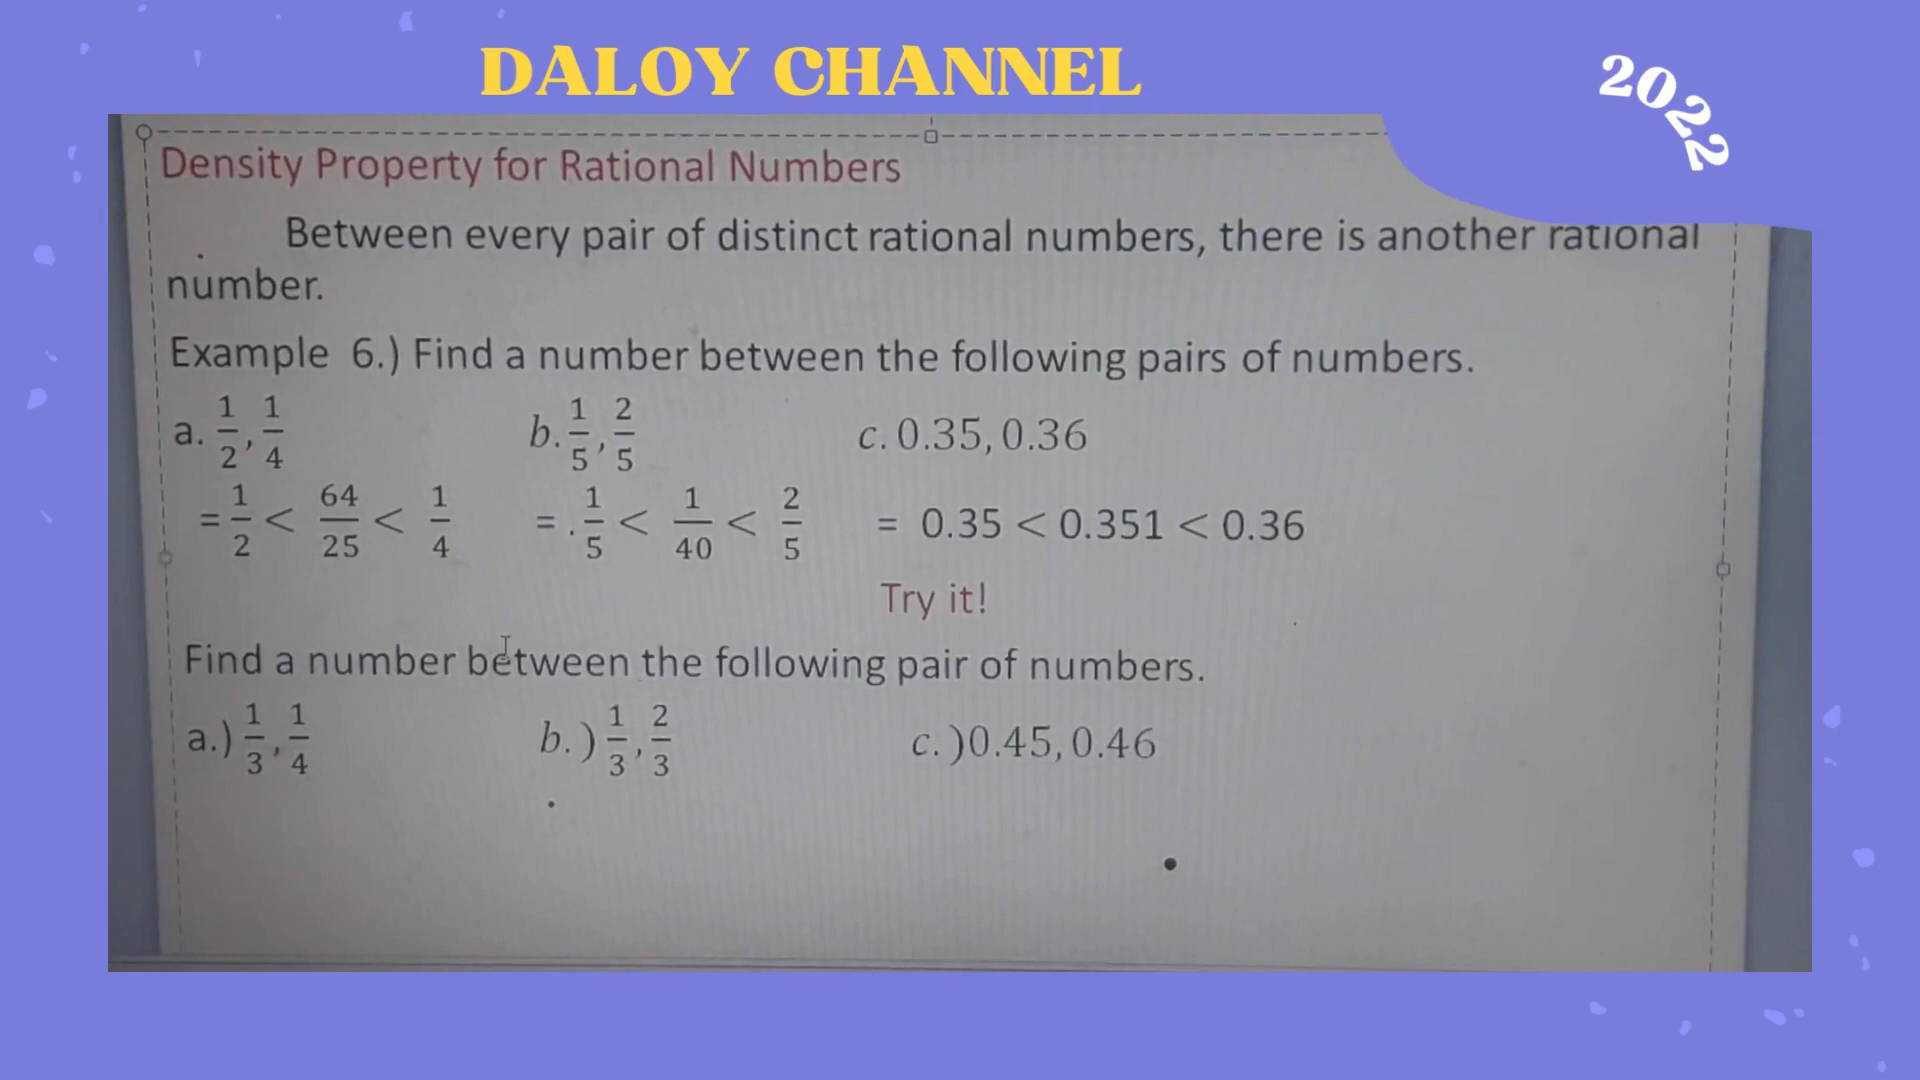 DALOY CHANNEL
2022
Density Property for Rational Numbers
Between every pair of distinct rational numbers, there is another rational
number.
Example 6.) Find a number between the following pairs of numbers.
a. 1/2, 1/4 b. 1/5, 2/5 c. 0.35, 0.36
= 1/2 < 64/25 < 1/4 = . 1/5 < 1/40 < 2/5 = 0.35 < 0.351 < 0.36
Try it!
Find a number between the following pair of numbers.
a.) 1/3, 1/4 b.) 1/3, 2/3 c.) 0.45, 0.46